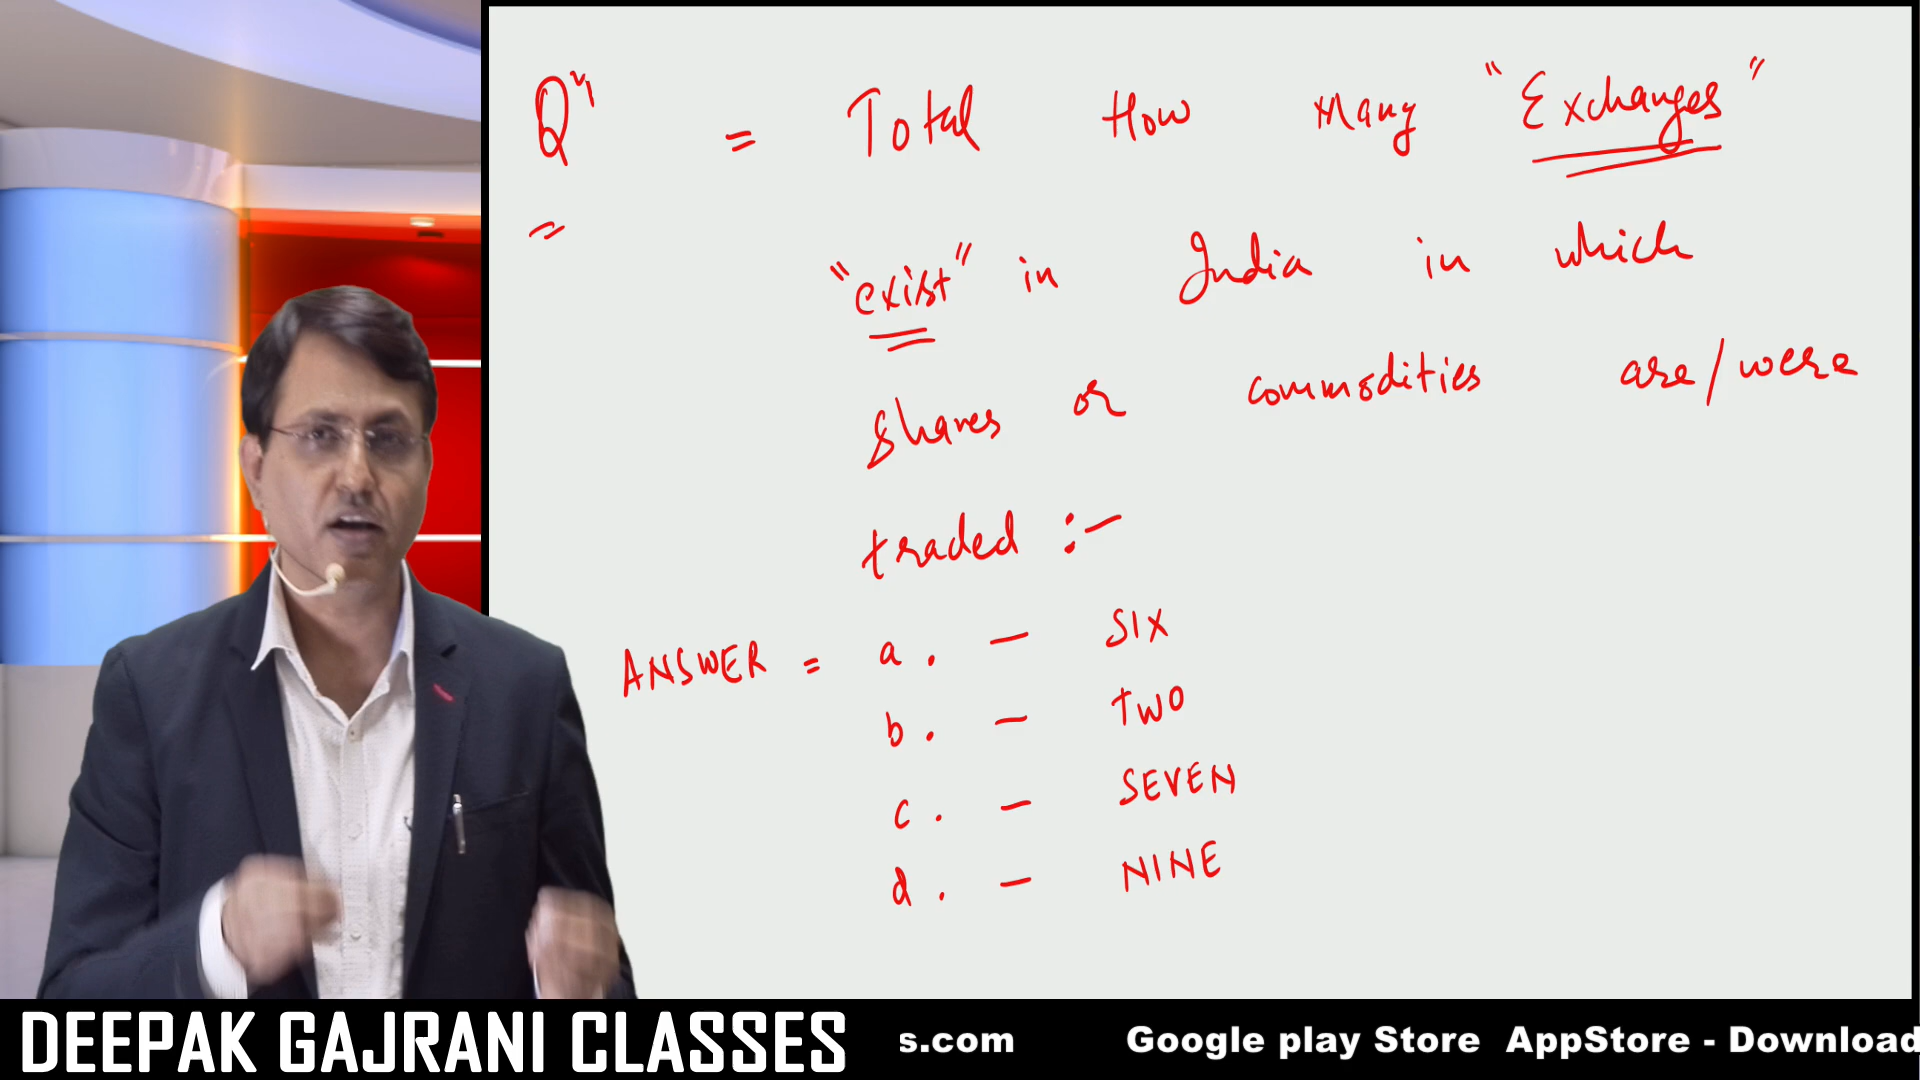 Qn = Total How Many "Exchanges"
=
"exist" in India in which
shares or commodities are/were
traded :-
ANSWER = a. - SIX
b. - TWO
c. - SEVEN
d. - NINE
DEEPAK GAJRANI CLASSES s.com Google play Store AppStore - Download